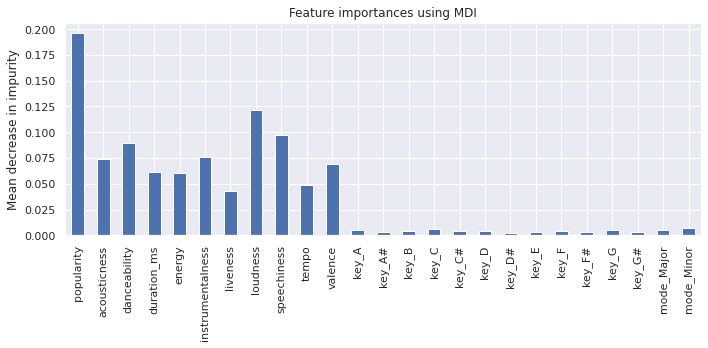 Feature importances using MDI
Mean decrease in impurity
0.200
0.175
0.150
0.125
0.100
0.075
0.050
0.025
0.000
popularity
acousticness
danceability
duration_ms
energy
instrumentalness
liveness
loudness
speechiness
tempo
valence
key_A
key_A#
key_B
key_C
key_C#
key_D
key_D#
key_E
key_F
key_F#
key_G
key_G#
mode_Major
mode_Minor